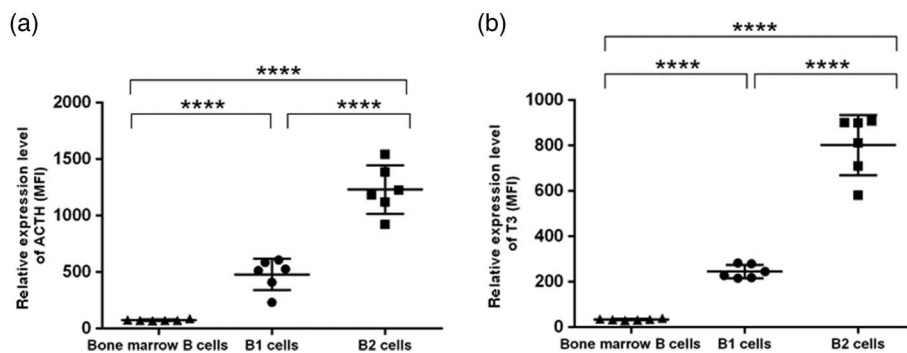 (a)
****
****
****
Relative expression level
of ACTH (MFI)
2000
1500
1000
500
0
Bone marrow B cells
B1 cells
B2 cells
(b)
****
****
****
Relative expression level
of T3 (MFI)
1000
800
600
400
200
0
Bone marrow B cells
B1 cells
B2 cells